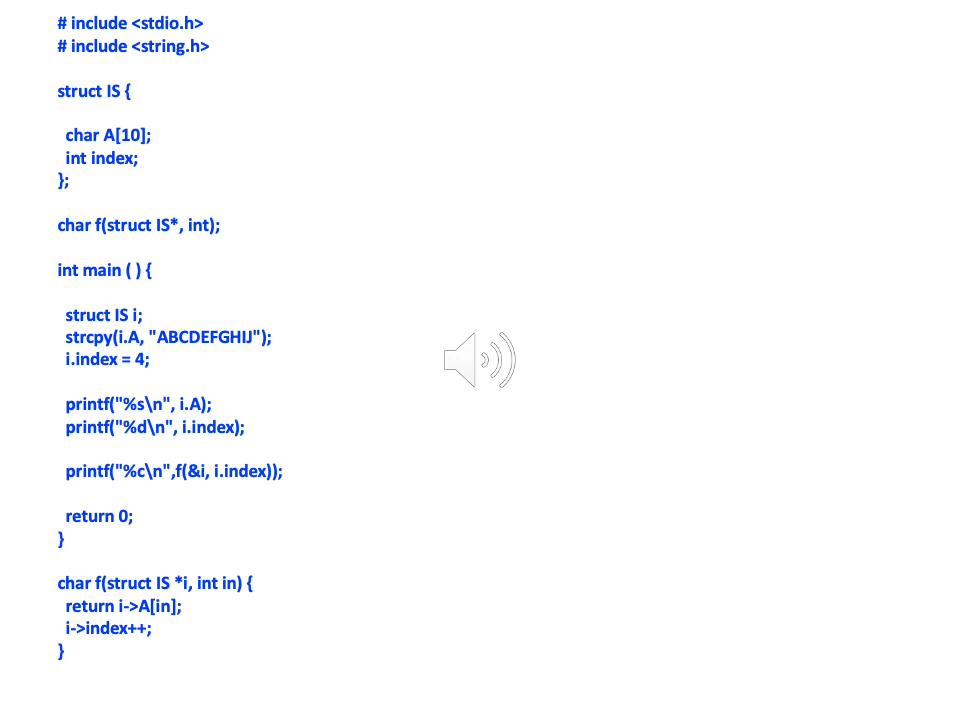 # include <stdio.h>
# include <string.h>
struct IS {
char A[10];
int index;
};
char f(struct IS*, int);
int main ( ) {
struct IS i;
strcpy(i.A, "ABCDEFGHIJ");
i.index = 4;
printf("%s\n", i.A);
printf("%d\n", i.index);
printf("%c\n",f(&i, i.index));
return 0;
}
char f(struct IS *i, int in) {
return i->A[in];
i->index++;
}